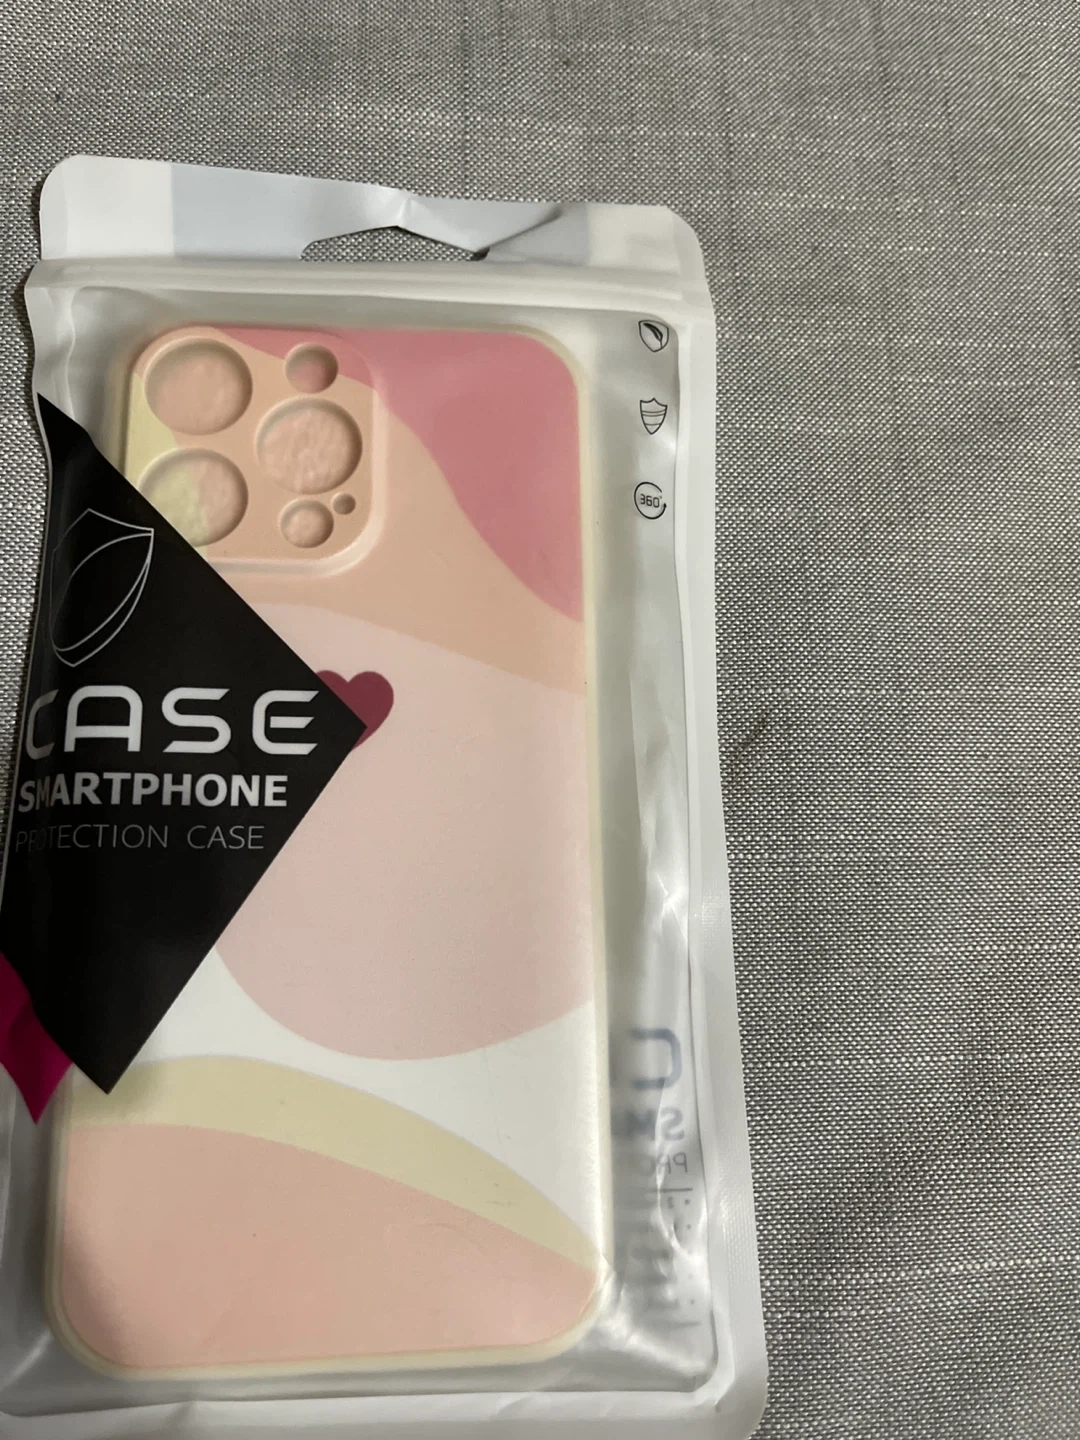 360°
CASE
SMARTPHONE
PROTECTION CASE